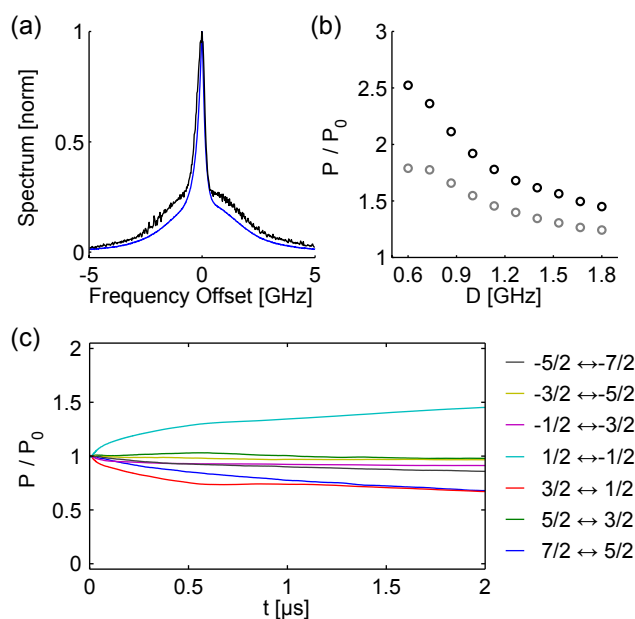 (a)
1
0.5
0
Spectrum [norm]
-5
0
5
Frequency Offset [GHz]
(b)
3
2.5
2
1.5
1
P / P0
0.6
0.9
1.2
1.5
1.8
D [GHz]
(c)
2
1.5
1
0.5
0
P / P0
0
0.5
1
1.5
2
t [µs]
-5/2 ↔-7/2
-3/2 ↔-5/2
-1/2 ↔-3/2
1/2 ↔-1/2
3/2 ↔ 1/2
5/2 ↔ 3/2
7/2 ↔ 5/2